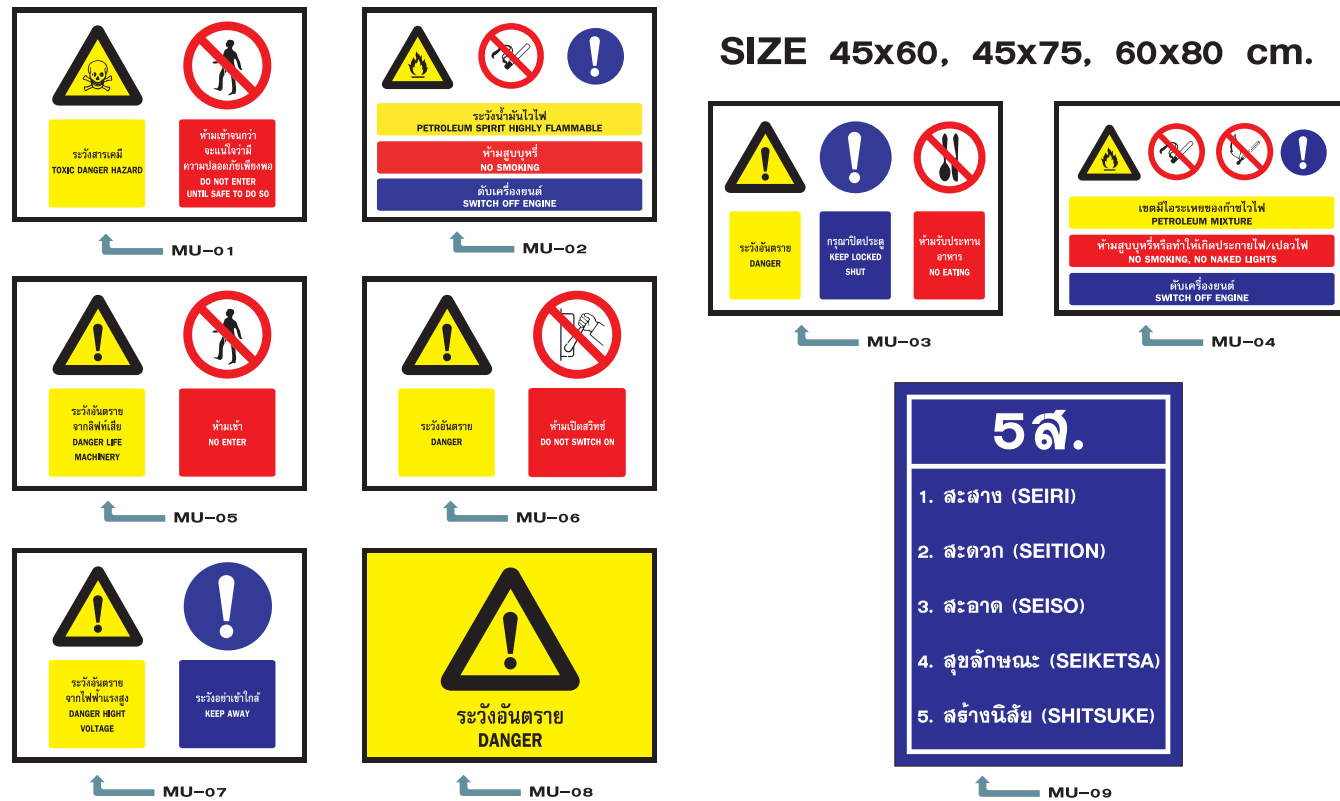 SIZE 45x60, 45x75, 60x80 cm.
ระวังสารเคมี
TOXIC DANGER HAZARD
ห้ามเข้าจนกว่า
จะแน่ใจว่ามี
ความปลอดภัยเพียงพอ
DO NOT ENTER
UNTIL SAFE TO DO SO
MU-01
ระวังน้ำมันไวไฟ
PETROLEUM SPIRIT HIGHLY FLAMMABLE
ห้ามสูบบุหรี่
NO SMOKING
ดับเครื่องยนต์
SWITCH OFF ENGINE
MU-02
ระวังอันตราย
DANGER
กรุณาปิดประตู
KEEP LOCKED
SHUT
ห้ามรับประทาน
อาหาร
NO EATING
MU-03
เขตมีไอระเหยของก๊าซไวไฟ
PETROLEUM MIXTURE
ห้ามสูบบุหรี่หรือทำให้เกิดประกายไฟ/เปลวไฟ
NO SMOKING, NO NAKED LIGHTS
ดับเครื่องยนต์
SWITCH OFF ENGINE
MU-04
ระวังอันตราย
จากลิฟท์เสีย
DANGER LIFE
MACHINERY
ห้ามเข้า
NO ENTER
MU-05
ระวังอันตราย
DANGER
ห้ามเปิดสวิทช์
DO NOT SWITCH ON
MU-06
ระวังอันตราย
จากไฟฟ้าแรงสูง
DANGER HIGHT
VOLTAGE
ระวังอย่าเข้าใกล้
KEEP AWAY
MU-07
ระวังอันตราย
DANGER
MU-08
5ส.
1. สะสาง (SEIRI)
2. สะดวก (SEITION)
3. สะอาด (SEISO)
4. สุขลักษณะ (SEIKETSA)
5. สร้างนิสัย (SHITSUKE)
MU-09